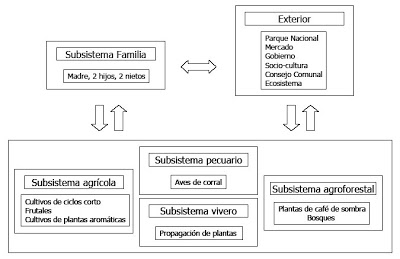 Subsistema Familia
Madre, 2 hijos, 2 nietos
Exterior
Parque Nacional
Mercado
Gobierno
Socio-cultura
Consejo Comunal
Ecosistema
Subsistema agrícola
Cultivos de ciclos corto
Frutales
Cultivos de plantas aromáticas
Subsistema pecuario
Aves de corral
Subsistema vivero
Propagación de plantas
Subsistema agroforestal
Plantas de café de sombra
Bosques